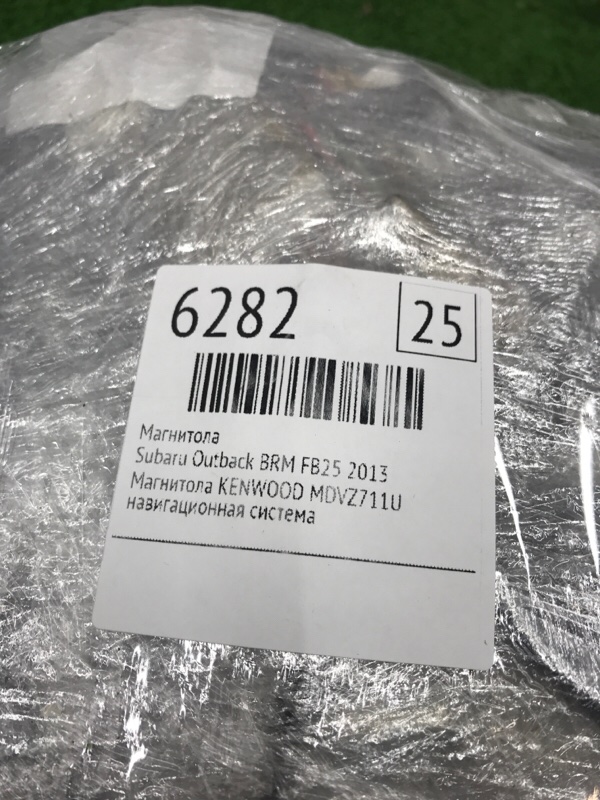 6282
25
Магнитола
Subaru Outback BRM FB25 2013
Магнитола KENWOOD MDVZ711U
навигационная система